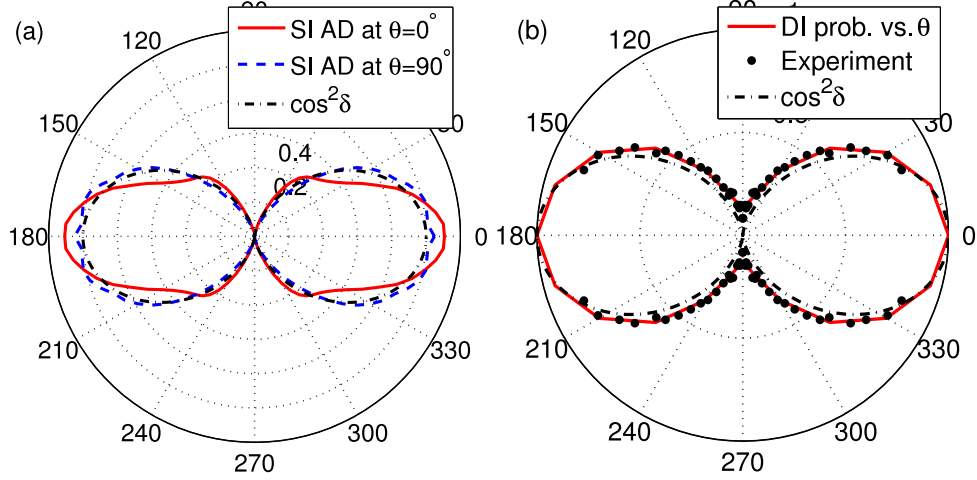 (a)
SI AD at θ=0°
SI AD at θ=90°
cos²δ
120
150
180
210
240
270
300
330
0
0.4
0.2
(b)
DI prob. vs. θ
Experiment
cos²δ
120
150
180
210
240
270
300
330
0
30
1